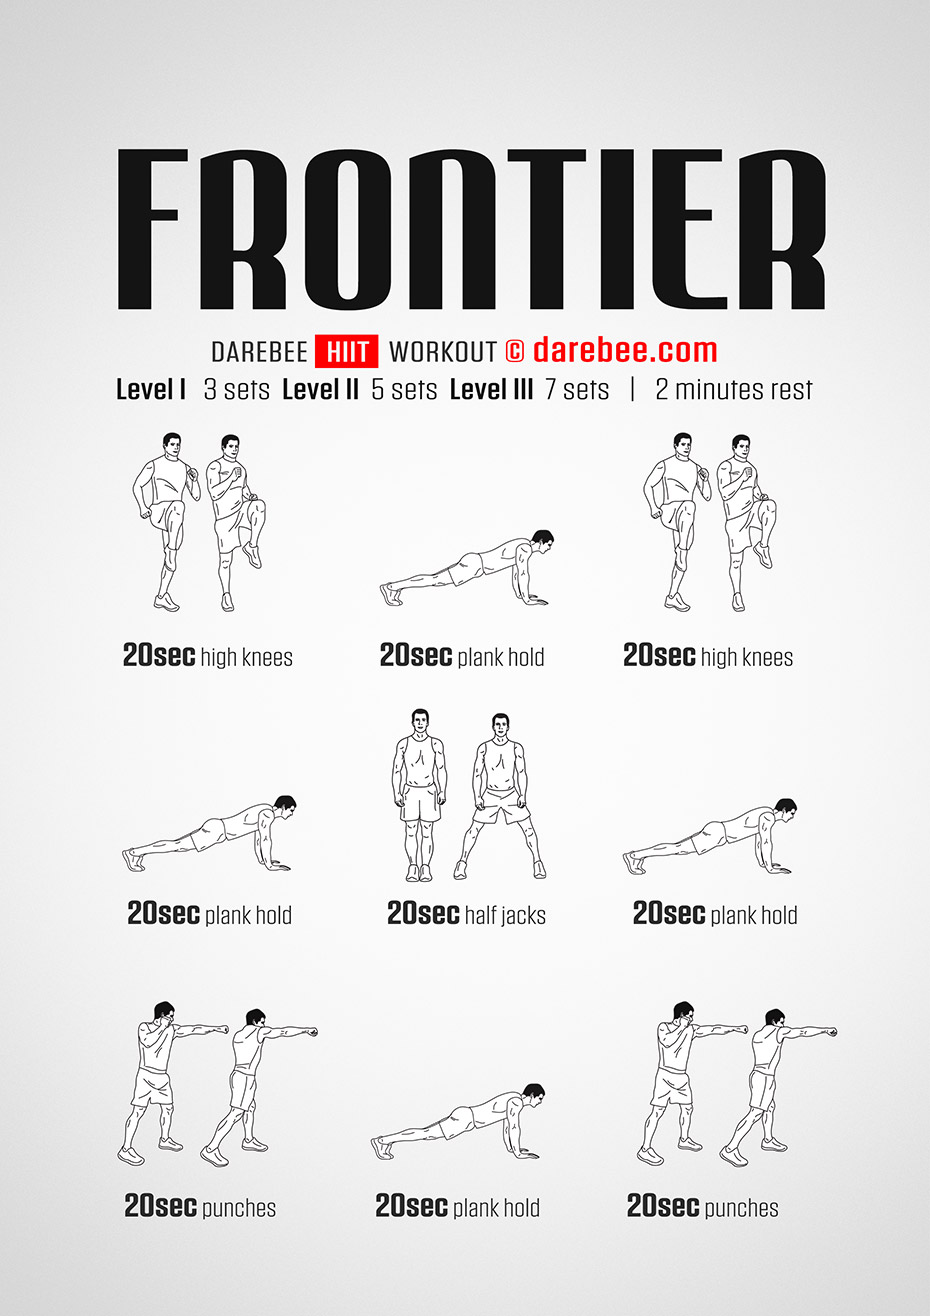 FRONTIER
DAREBEE HIIT WORKOUT © darebee.com
Level I 3 sets Level II 5 sets Level III 7 sets | 2 minutes rest
20sec high knees
20sec plank hold
20sec high knees
20sec plank hold
20sec half jacks
20sec plank hold
20sec punches
20sec plank hold
20sec punches